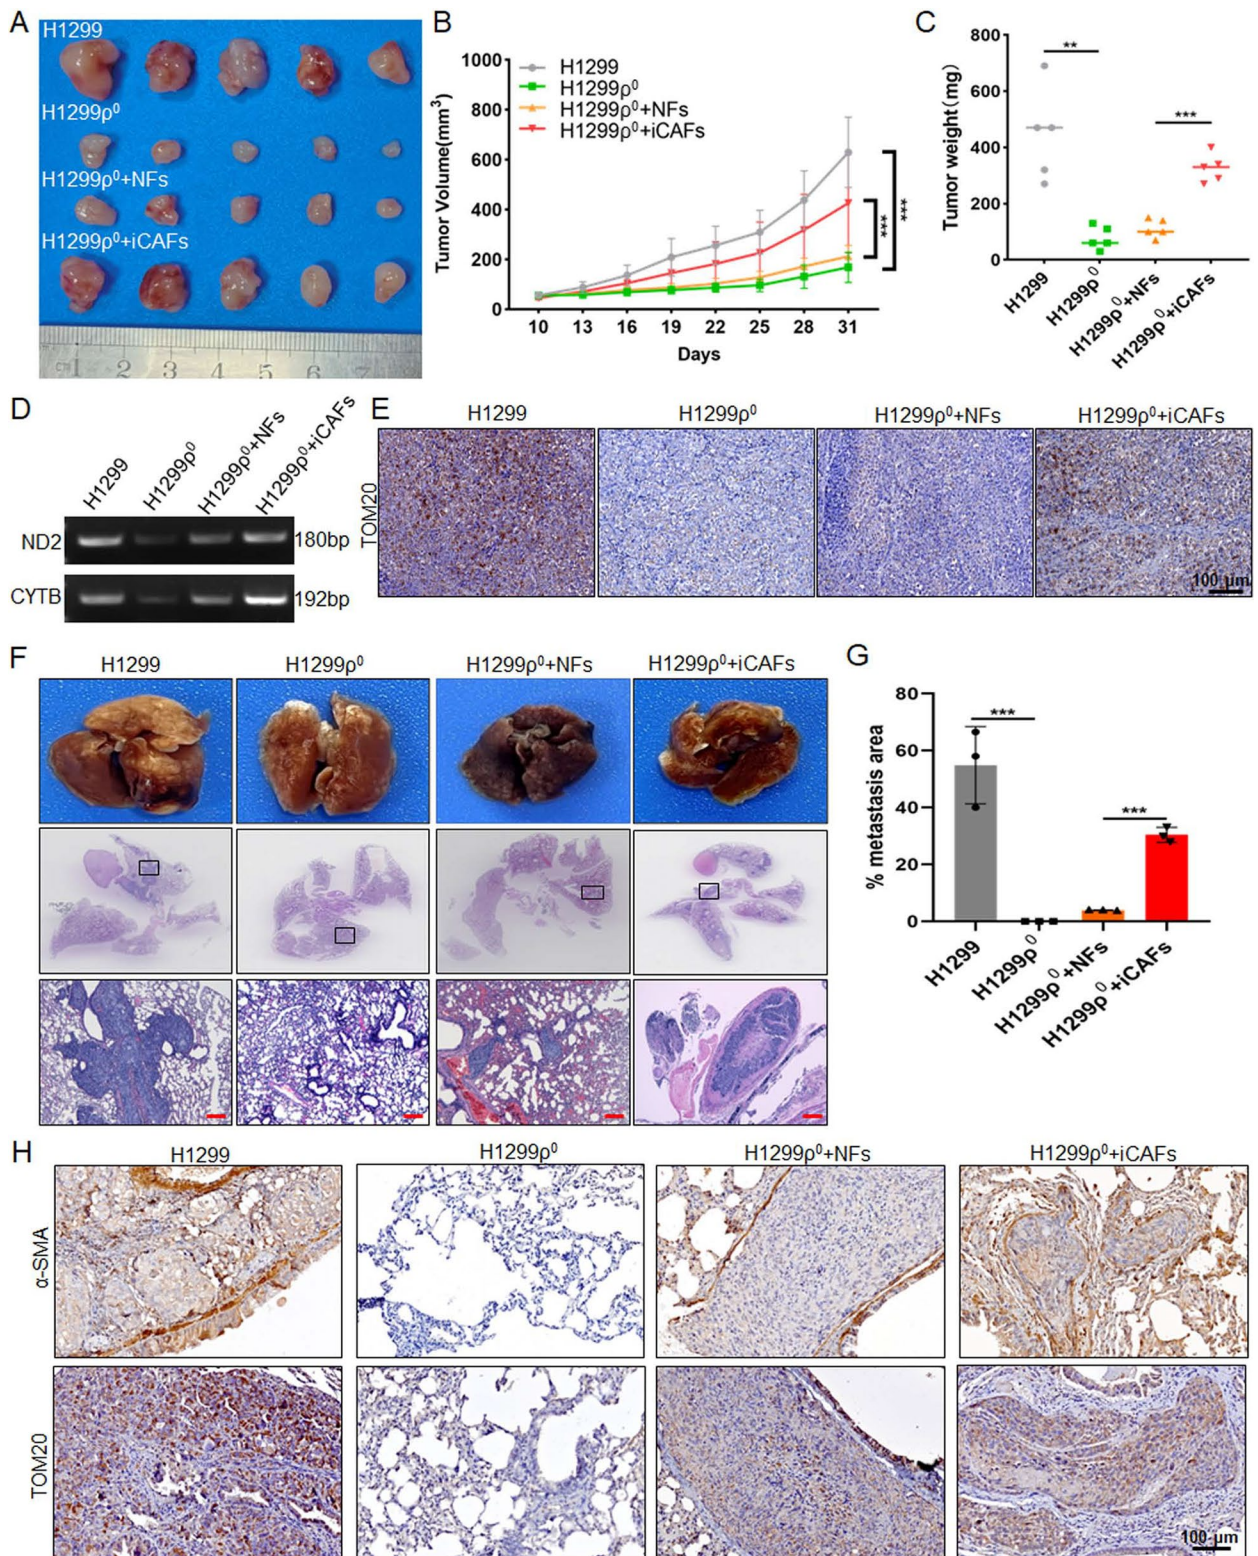 A
H1299
H1299ρ⁰
H1299ρ⁰+NFs
H1299ρ⁰+iCAFs
1 2 3 4 5 6 7
B
Tumor Volume(mm³)
1000
800
600
400
200
0
10 13 16 19 22 25 28 31
Days
H1299
H1299ρ⁰
H1299ρ⁰+NFs
H1299ρ⁰+iCAFs
***
***
C
Tumor weight(mg)
800
600
400
200
0
**
***
H1299
H1299ρ⁰
H1299ρ⁰+NFs
H1299ρ⁰+iCAFs
D
H1299
H1299ρ⁰
H1299ρ⁰+NFs
H1299ρ⁰+iCAFs
ND2 180bp
CYTB 192bp
E
H1299 H1299ρ⁰ H1299ρ⁰+NFs H1299ρ⁰+iCAFs
TOM20
100 μm
F
H1299 H1299ρ⁰ H1299ρ⁰+NFs H1299ρ⁰+iCAFs
G
% metastasis area
80
60
40
20
0
***
***
H1299
H1299ρ⁰
H1299ρ⁰+NFs
H1299ρ⁰+iCAFs
H
H1299 H1299ρ⁰ H1299ρ⁰+NFs H1299ρ⁰+iCAFs
α-SMA
TOM20
100 μm